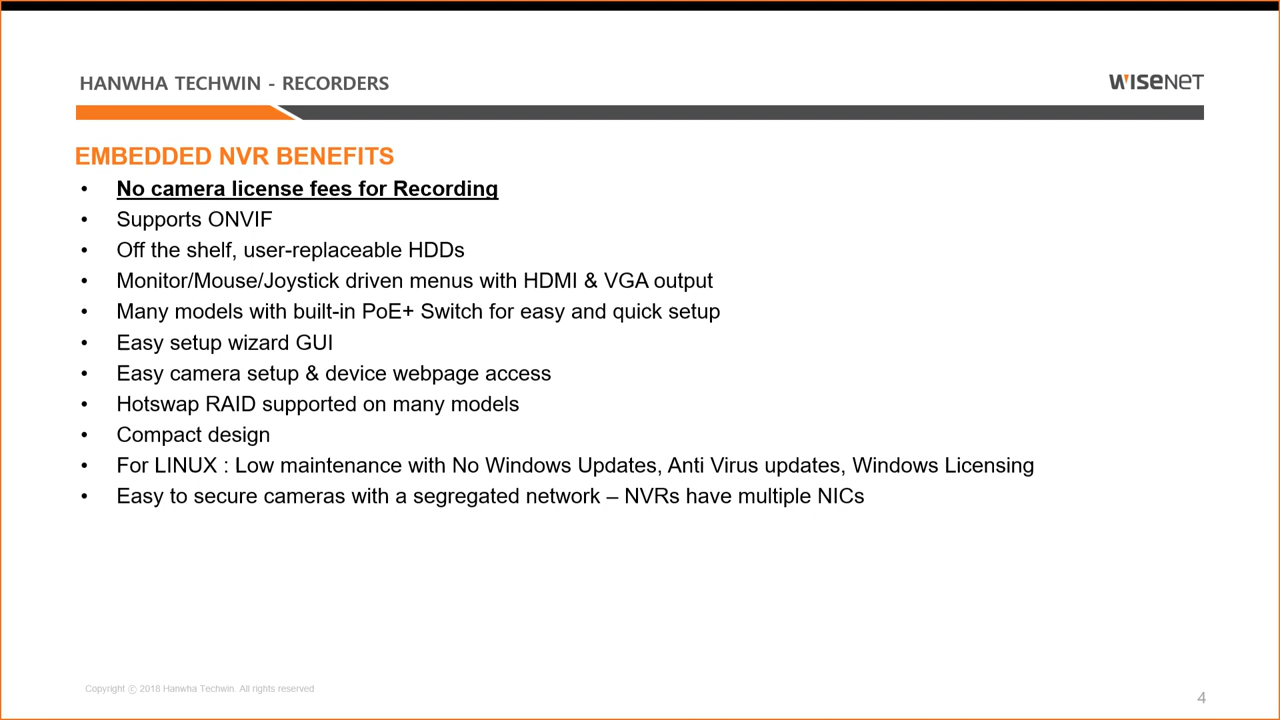 HANWHA TECHWIN - RECORDERS
WISENET
EMBEDDED NVR BENEFITS
• No camera license fees for Recording
• Supports ONVIF
• Off the shelf, user-replaceable HDDs
• Monitor/Mouse/Joystick driven menus with HDMI & VGA output
• Many models with built-in PoE+ Switch for easy and quick setup
• Easy setup wizard GUI
• Easy camera setup & device webpage access
• Hotswap RAID supported on many models
• Compact design
• For LINUX : Low maintenance with No Windows Updates, Anti Virus updates, Windows Licensing
• Easy to secure cameras with a segregated network – NVRs have multiple NICs
Copyright ⓒ 2018 Hanwha Techwin. All rights reserved
4